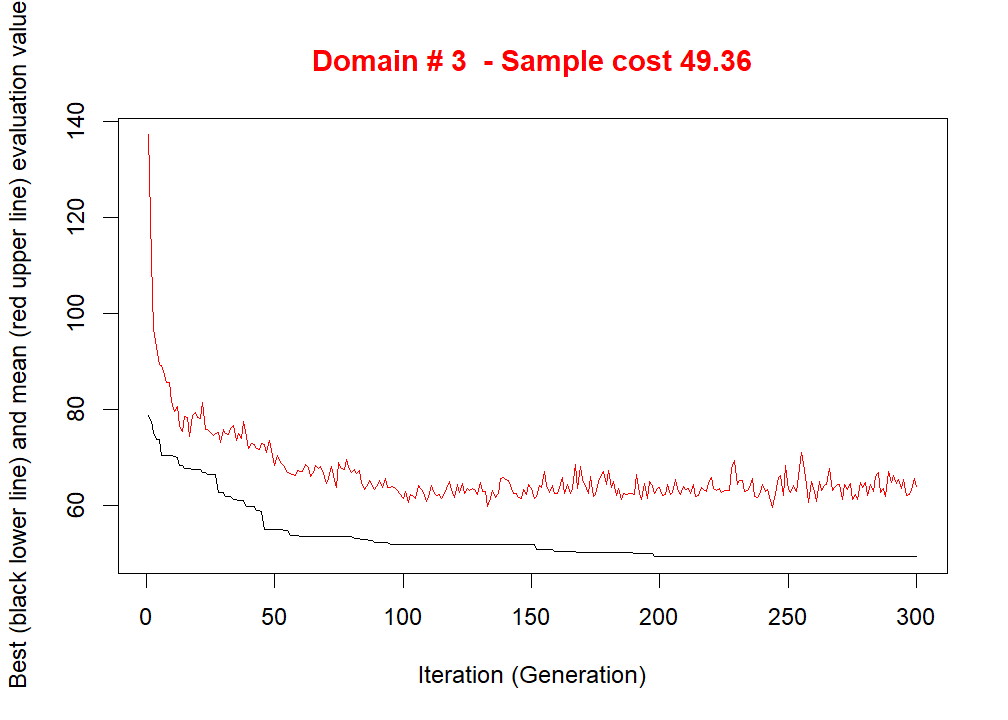 Domain # 3  - Sample cost 49.36
Best (black lower line) and mean (red upper line) evaluation value
140
120
100
80
60
0 50 100 150 200 250 300
Iteration (Generation)